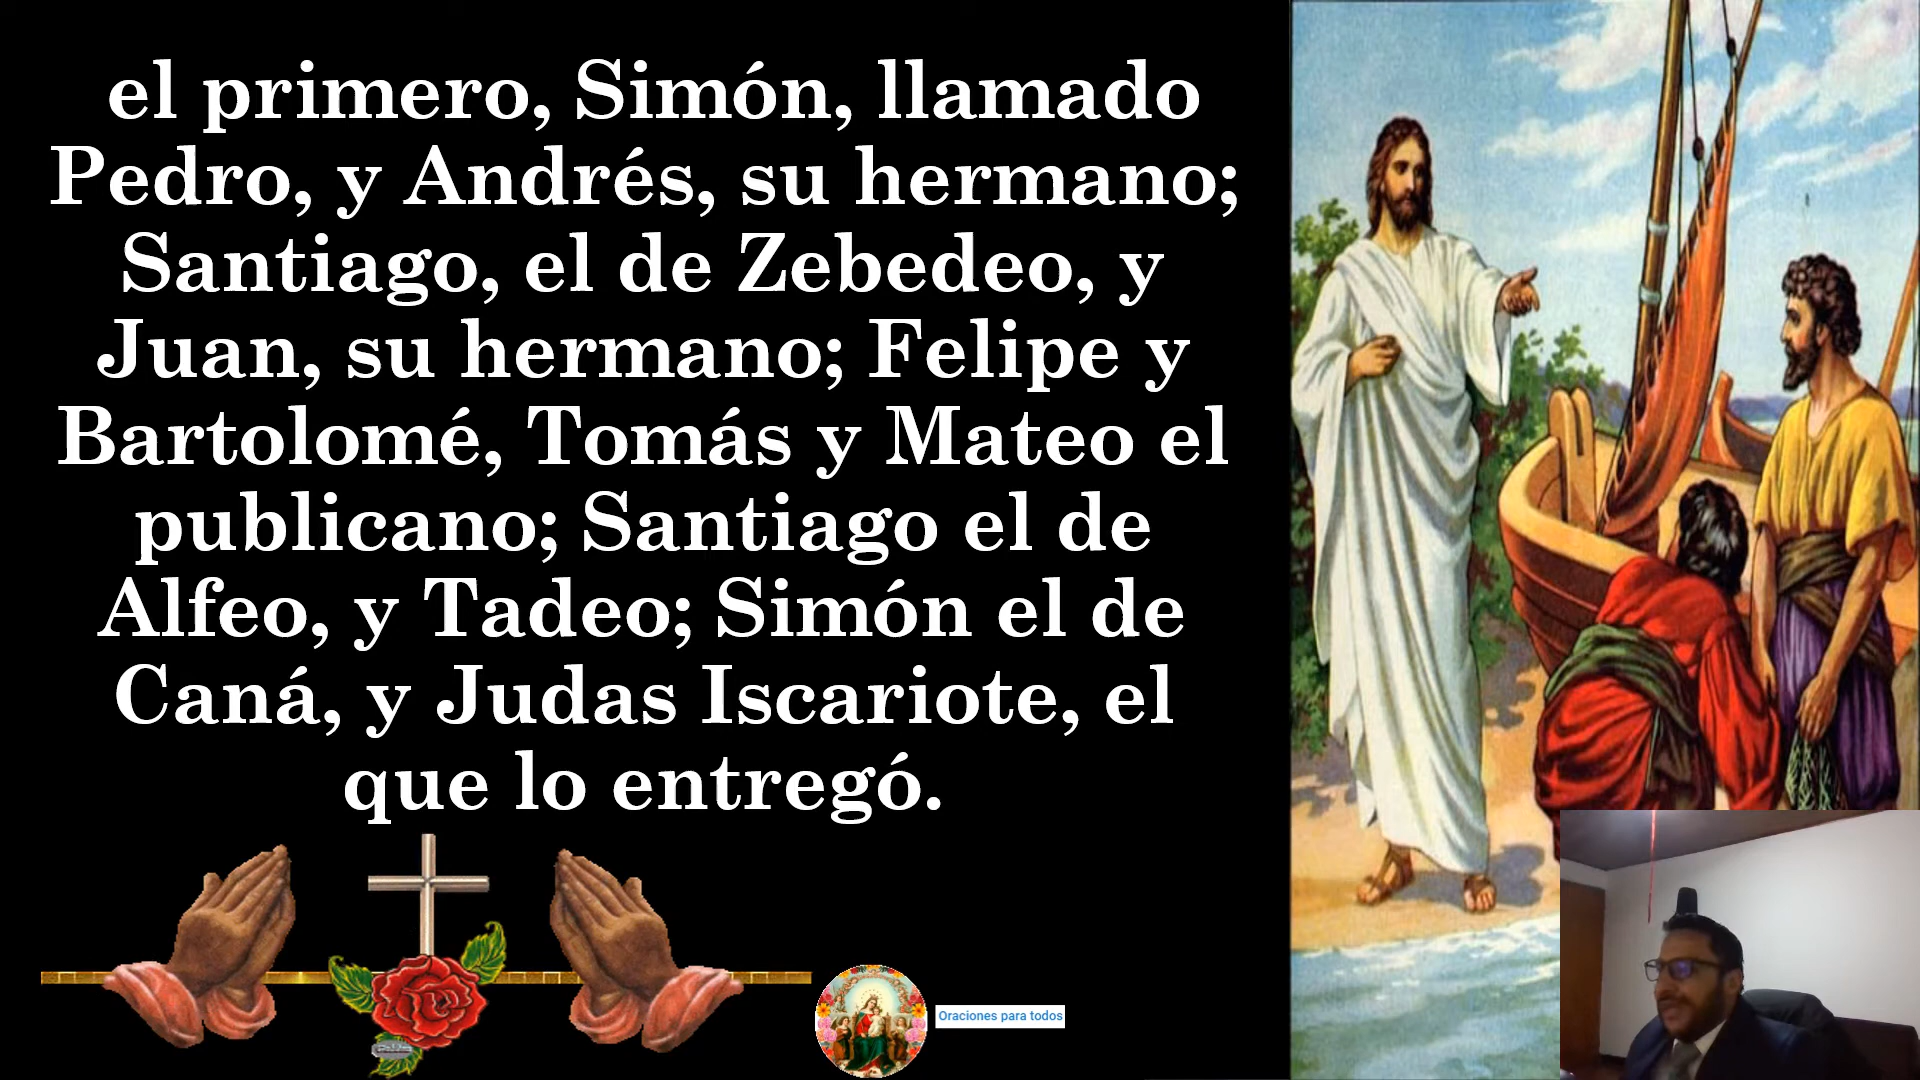 el primero, Simón, llamado
Pedro, y Andrés, su hermano;
Santiago, el de Zebedeo, y
Juan, su hermano; Felipe y
Bartolomé, Tomás y Mateo el
publicano; Santiago el de
Alfeo, y Tadeo; Simón el de
Caná, y Judas Iscariote, el
que lo entregó.
Oraciones para todos